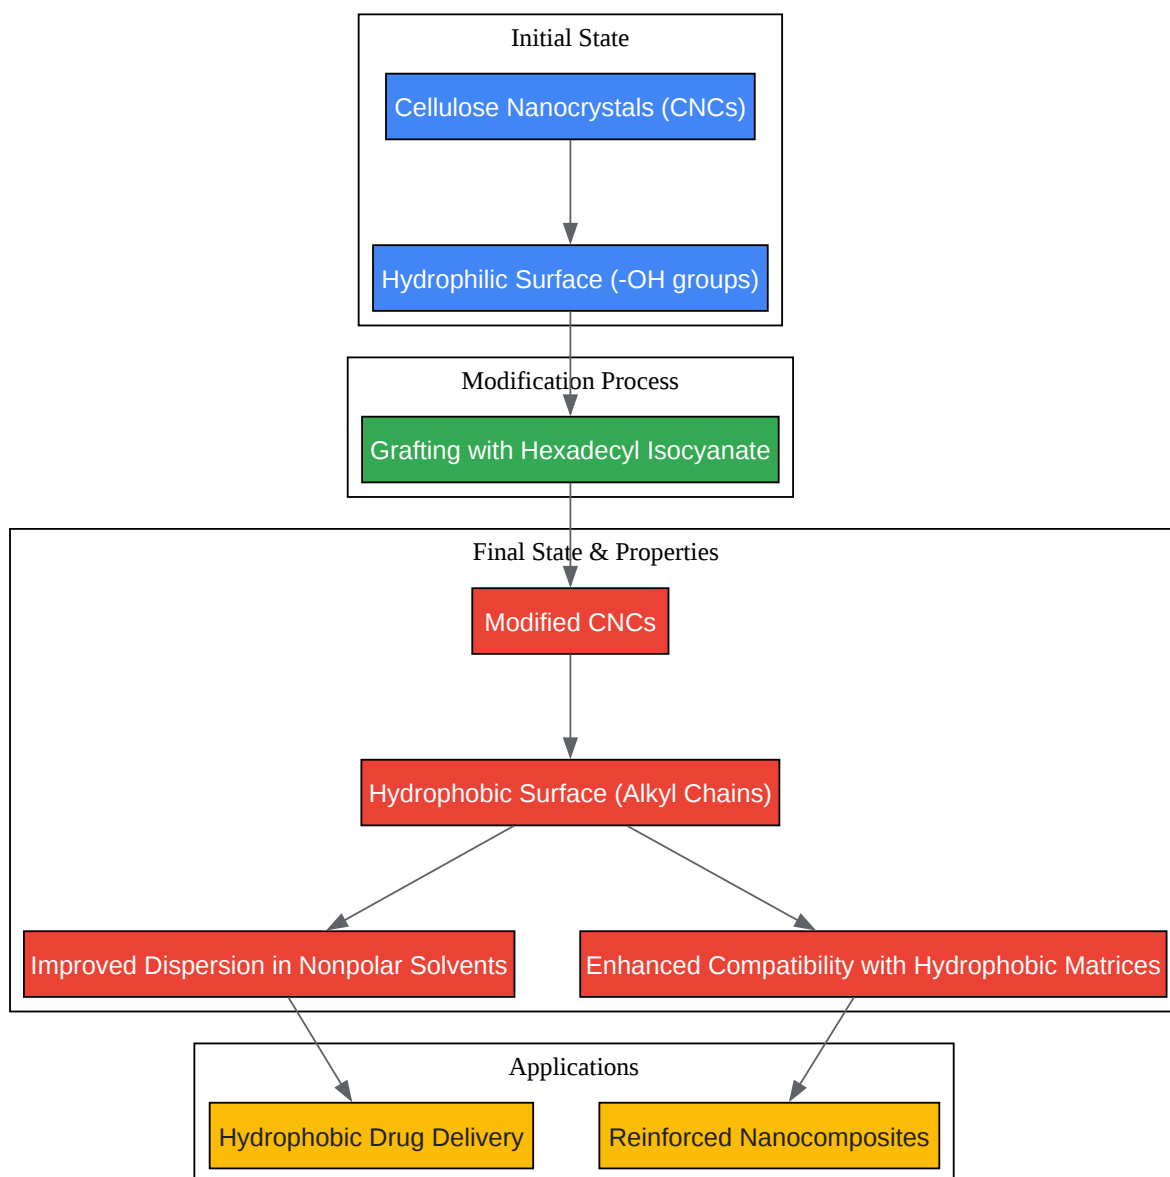 Initial State
Cellulose Nanocrystals (CNCs)
Hydrophilic Surface (-OH groups)
Modification Process
Grafting with Hexadecyl Isocyanate
Final State & Properties
Modified CNCs
Hydrophobic Surface (Alkyl Chains)
Improved Dispersion in Nonpolar Solvents
Enhanced Compatibility with Hydrophobic Matrices
Applications
Hydrophobic Drug Delivery
Reinforced Nanocomposites